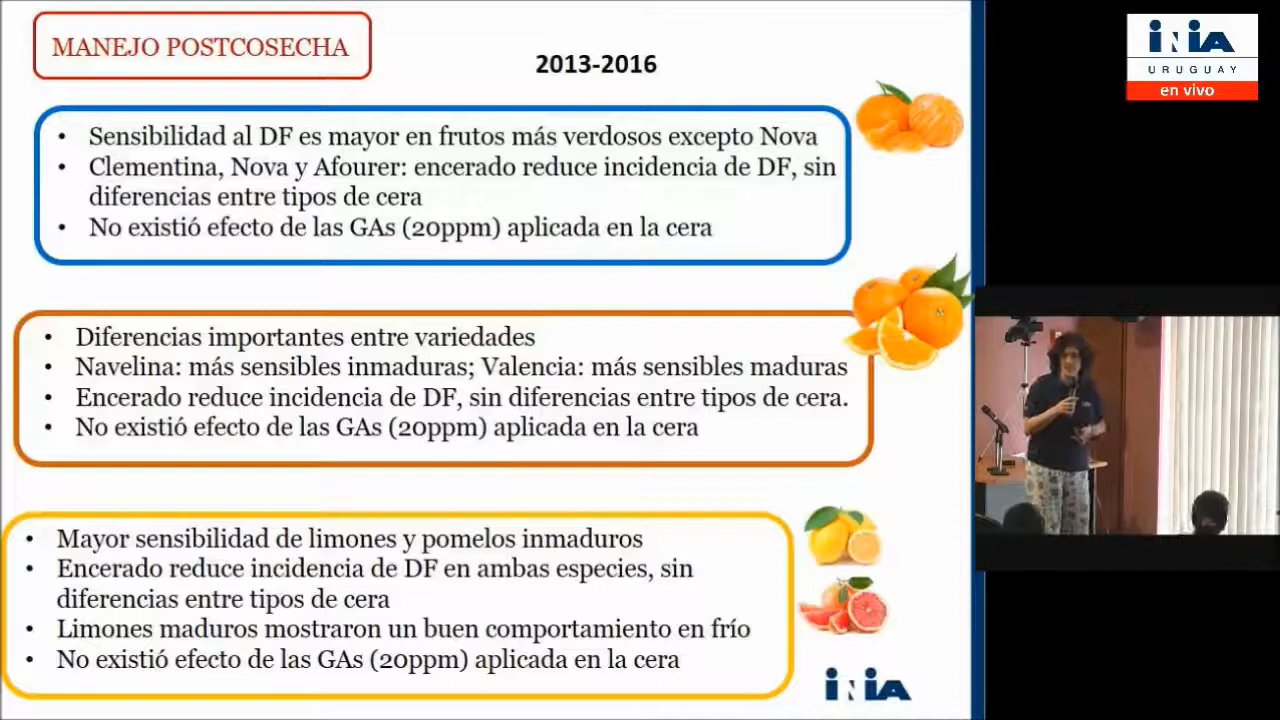 MANEJO POSTCOSECHA
2013-2016
• Sensibilidad al DF es mayor en frutos más verdosos excepto Nova
• Clementina, Nova y Afourer: encerado reduce incidencia de DF, sin
diferencias entre tipos de cera
• No existió efecto de las GAs (20ppm) aplicada en la cera
• Diferencias importantes entre variedades
• Navelina: más sensibles inmaduras; Valencia: más sensibles maduras
• Encerado reduce incidencia de DF, sin diferencias entre tipos de cera.
• No existió efecto de las GAs (20ppm) aplicada en la cera
• Mayor sensibilidad de limones y pomelos inmaduros
• Encerado reduce incidencia de DF en ambas especies, sin
diferencias entre tipos de cera
• Limones maduros mostraron un buen comportamiento en frío
• No existió efecto de las GAs (20ppm) aplicada en la cera
iNiA
iNiA
URUGUAY
en vivo